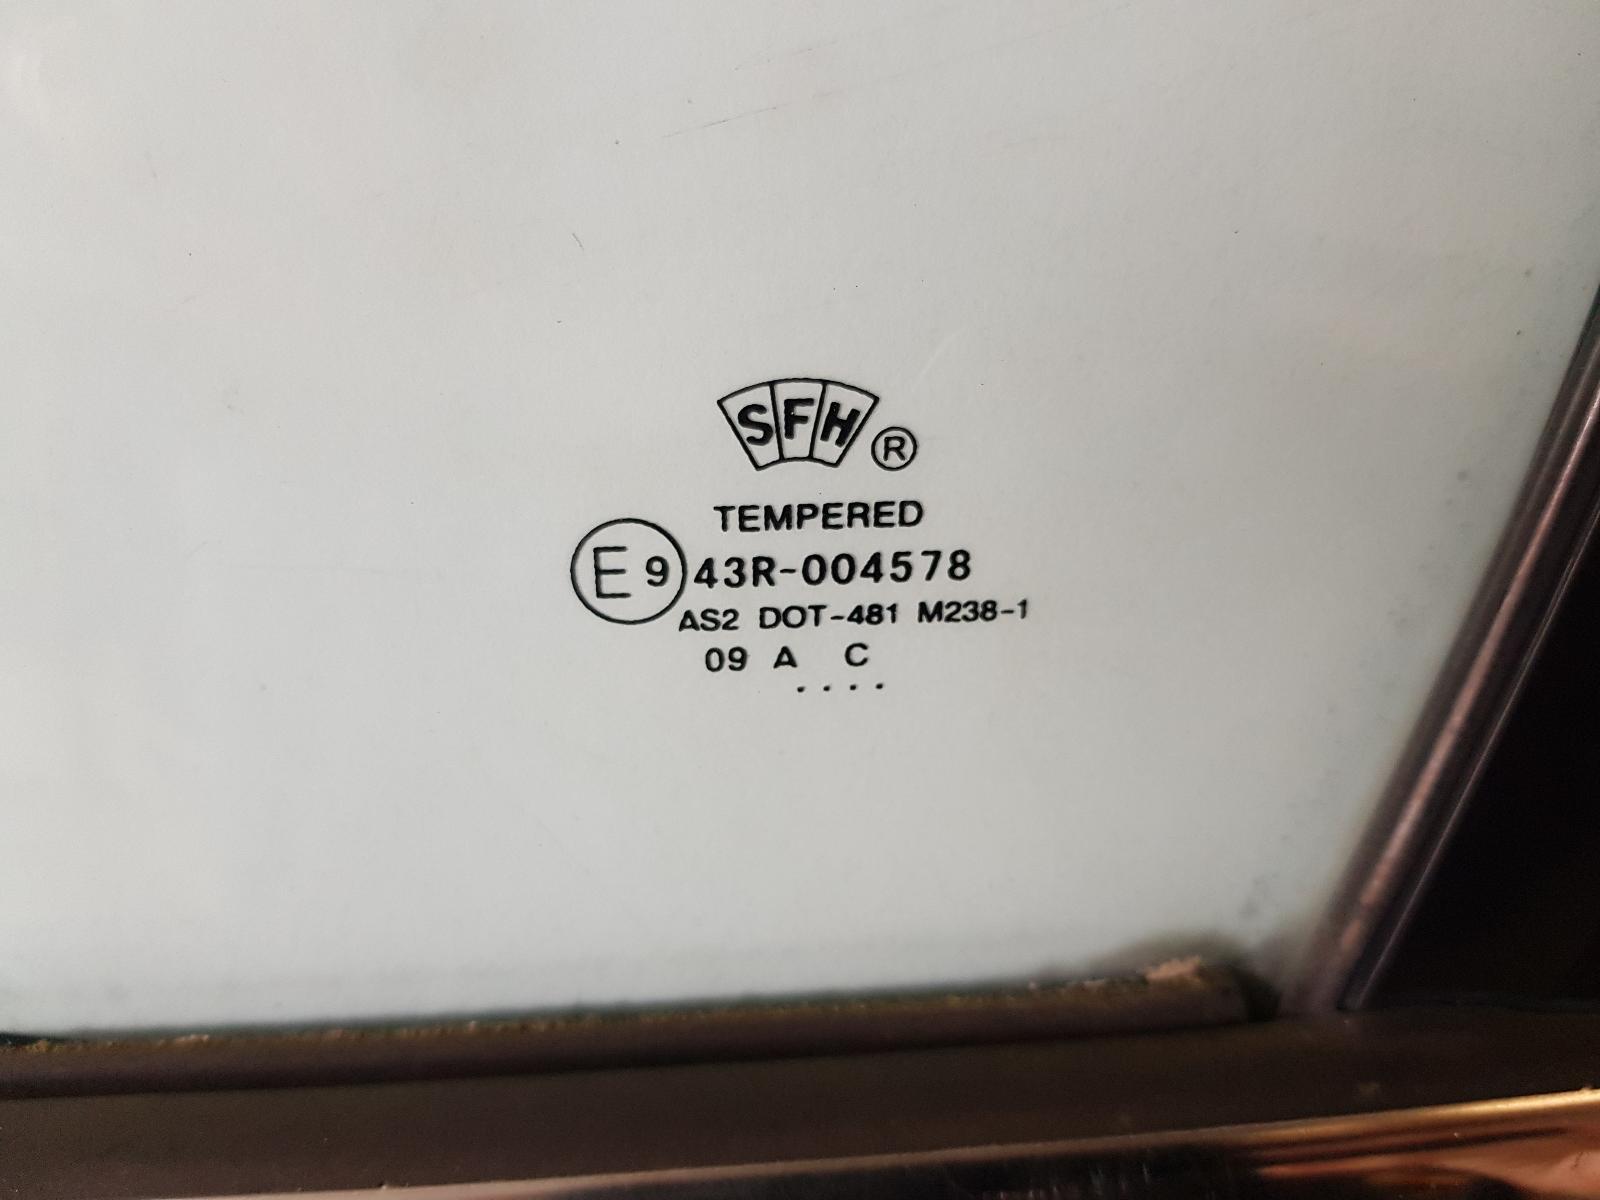 SFH ®
TEMPERED
E9 43R-004578
AS2 DOT-481 M238-1
09 A C
....